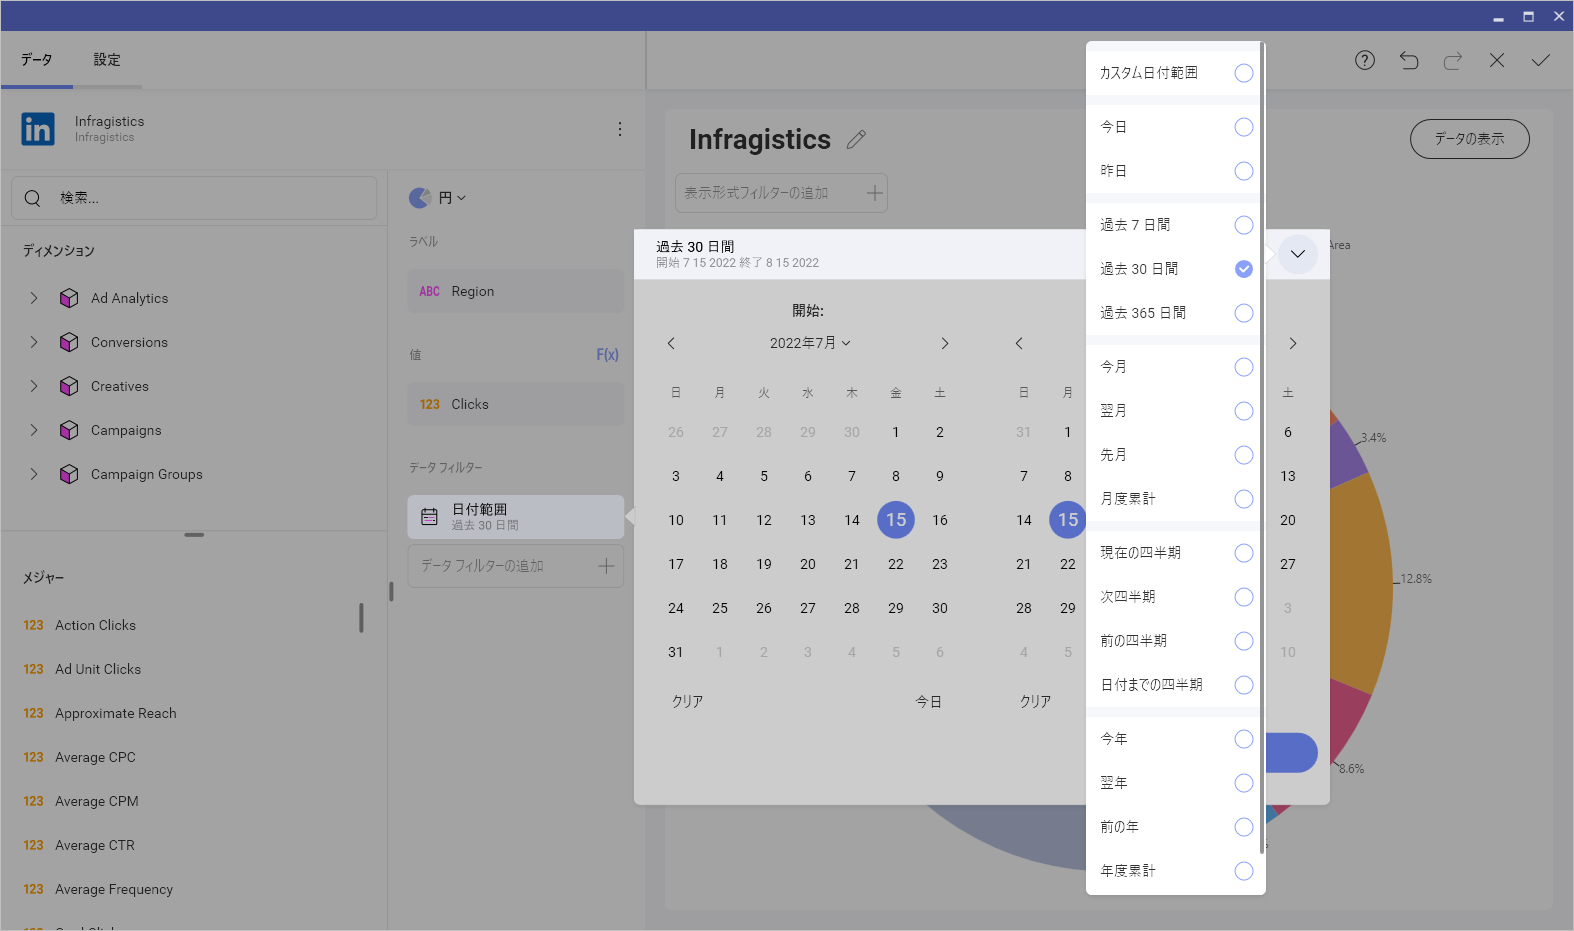 データ 設定
Infragistics
Infragistics
検索...
ディメンション
Ad Analytics
Conversions
Creatives
Campaigns
Campaign Groups
メジャー
123 Action Clicks
123 Ad Unit Clicks
123 Approximate Reach
123 Average CPC
123 Average CPM
123 Average CTR
123 Average Frequency
円
ラベル
ABC Region
値 F(x)
123 Clicks
データ フィルター
日付範囲
過去 30 日間
データ フィルターの追加
Infragistics
データの表示
表示形式フィルターの追加
過去 30 日間
開始 7 15 2022 終了 8 15 2022
開始:
2022年7月
日 月 火 水 木 金 土
26 27 28 29 30 1 2
3 4 5 6 7 8 9
10 11 12 13 14 15 16
17 18 19 20 21 22 23
24 25 26 27 28 29 30
31 1 2 3 4 5 6
クリア 今日
日 月 土
31 1 6
7 8 13
14 15 20
21 22 27
28 29 3
4 5 10
クリア
カスタム日付範囲
今日
昨日
過去 7 日間
過去 30 日間
過去 365 日間
今月
翌月
先月
月度累計
現在の四半期
次四半期
前の四半期
日付までの四半期
今年
翌年
前の年
年度累計
Area
3.4%
12.8%
8.6%